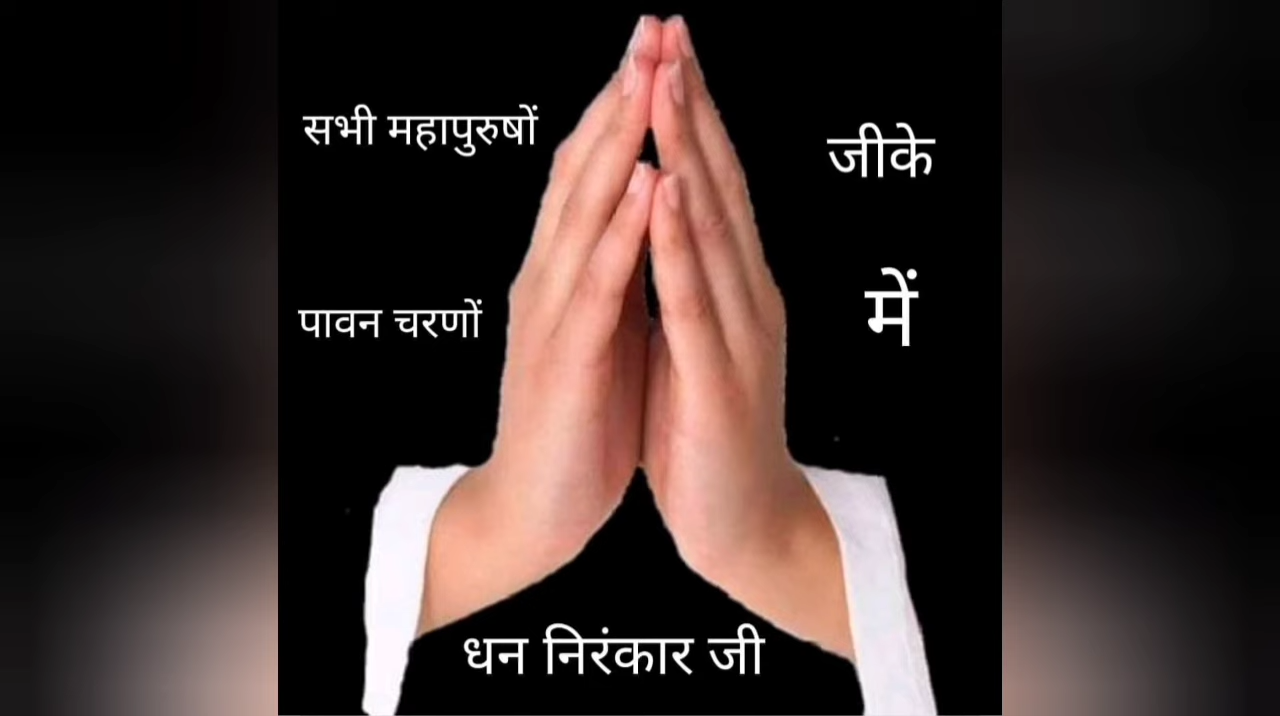 सभी महापुरुषों जीके
पावन चरणों में
धन निरंकार जी